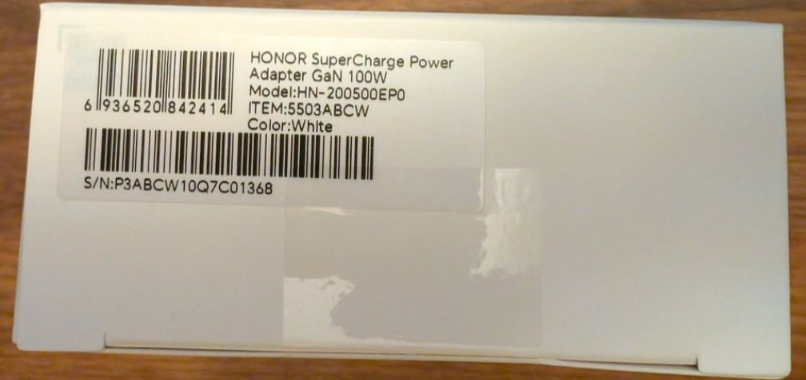 HONOR SuperCharge Power
Adapter GaN 100W
Model:HN-200500EP0
ITEM:5503ABCW
Color:White
6 936520 842414
S/N:P3ABCW10Q7C01368